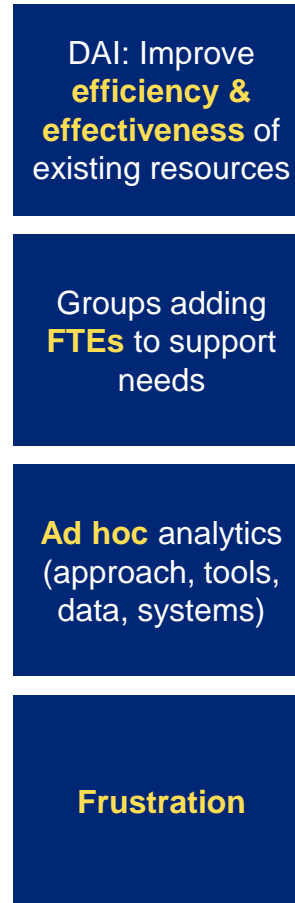 DAI: Improve
efficiency &
effectiveness of
existing resources
Groups adding
FTEs to support
needs
Ad hoc analytics
(approach, tools,
data, systems)
Frustration